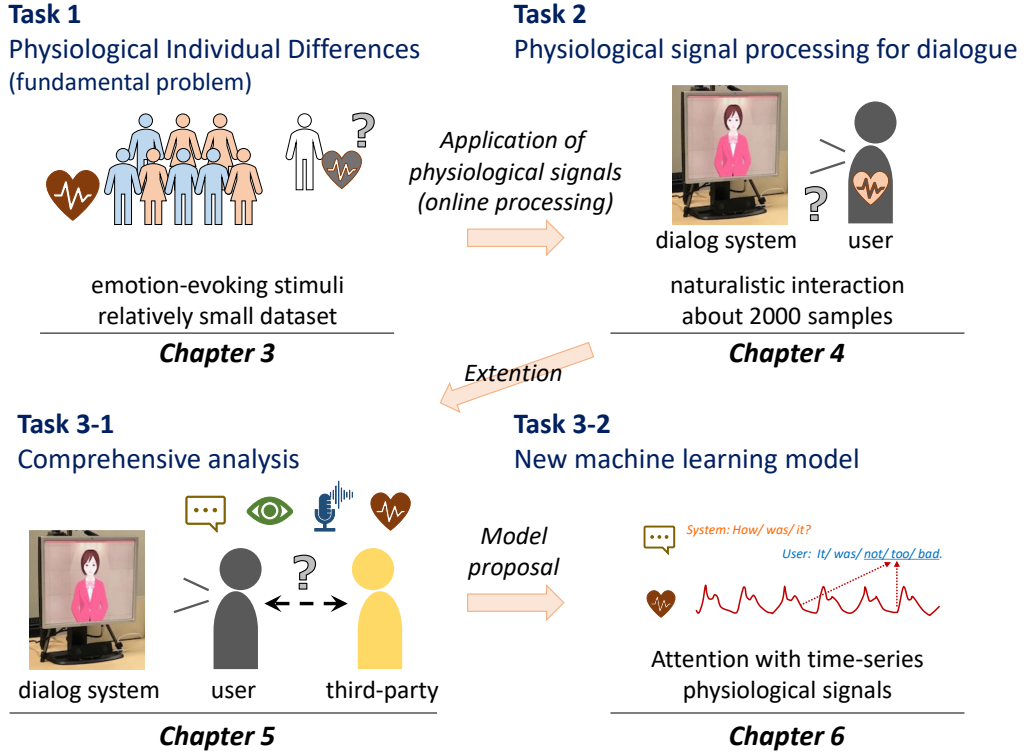 Task 1
Physiological Individual Differences
(fundamental problem)
?
emotion-evoking stimuli
relatively small dataset
Chapter 3
Application of
physiological signals
(online processing)
Task 2
Physiological signal processing for dialogue
?
dialog system
user
naturalistic interaction
about 2000 samples
Chapter 4
Extention
Task 3-1
Comprehensive analysis
?
dialog system
user
third-party
Chapter 5
Model
proposal
Task 3-2
New machine learning model
System: How/ was/ it?
User: It/ was/ not/ too/ bad.
Attention with time-series
physiological signals
Chapter 6